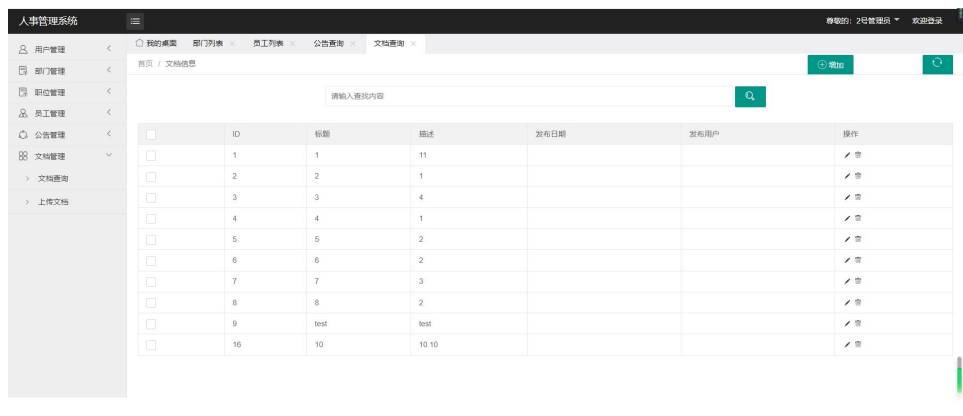 人事管理系统
尊敬的：2号管理员 欢迎登录
用户管理
部门管理
职位管理
员工管理
公告管理
文档管理
文档查询
上传文档
我的桌面 部门列表 员工列表 公告查询 文档查询
首页 / 文档信息
增加
请输入查找内容
ID 标题 描述 发布日期 发布用户 操作
1 1 11
2 2 1
3 3 4
4 4 1
5 5 2
6 6 2
7 7 3
8 8 2
9 test test
16 10 10.10